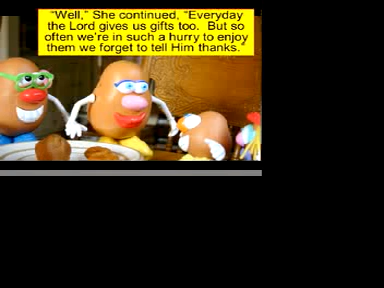 "Well," She continued, "Everyday
the Lord gives us gifts too.  But so
often we're in such a hurry to enjoy
them we forget to tell Him thanks."